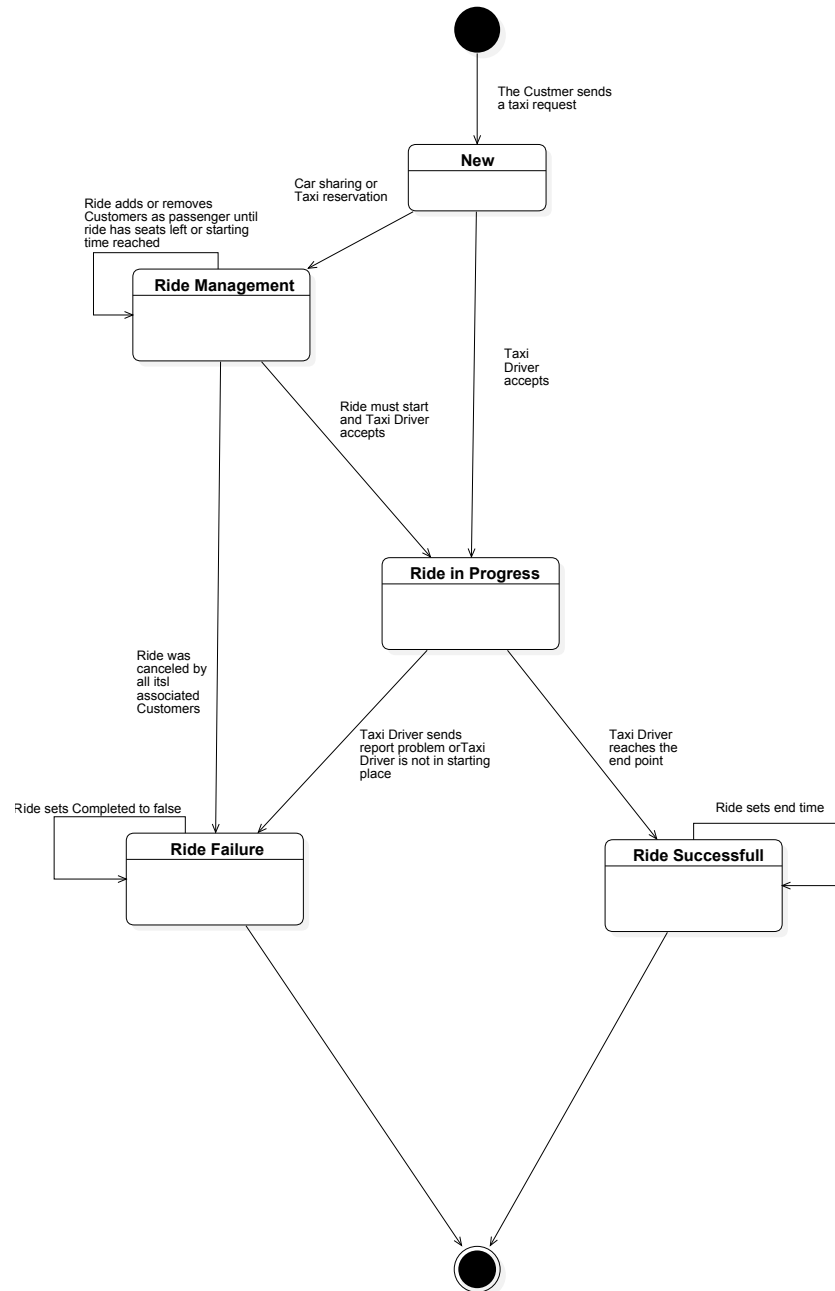 The Custmer sends
a taxi request
New
Car sharing or
Taxi reservation
Ride adds or removes
Customers as passenger until
ride has seats left or starting
time reached
Ride Management
Taxi
Driver
accepts
Ride must start
and Taxi Driver
accepts
Ride in Progress
Ride was
canceled by
all itsl
associated
Customers
Taxi Driver sends
report problem orTaxi
Driver is not in starting
place
Taxi Driver
reaches the
end point
Ride sets Completed to false
Ride sets end time
Ride Failure
Ride Successfull